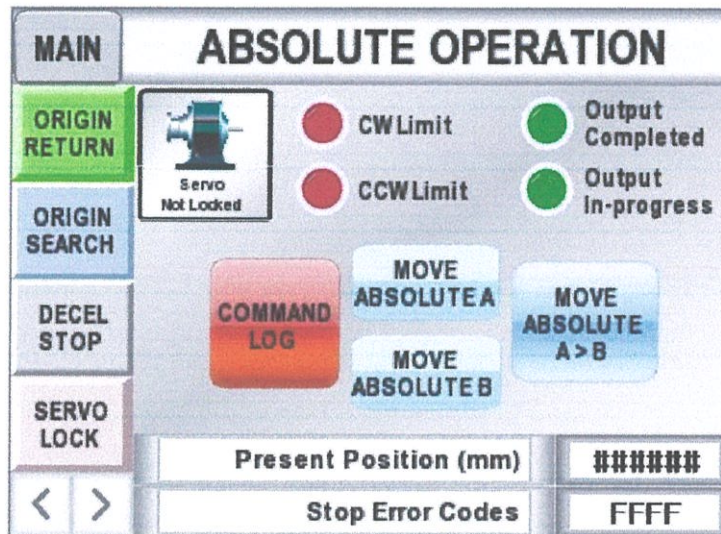 MAIN
ABSOLUTE OPERATION
ORIGIN
RETURN
Servo
Not Locked
CW Limit
Output
Completed
CCW Limit
Output
In-progress
ORIGIN
SEARCH
DECEL
STOP
SERVO
LOCK
COMMAND
LOG
MOVE
ABSOLUTE A
MOVE
ABSOLUTE B
MOVE
ABSOLUTE
A > B
Present Position (mm)
######
< >
Stop Error Codes
FFFF